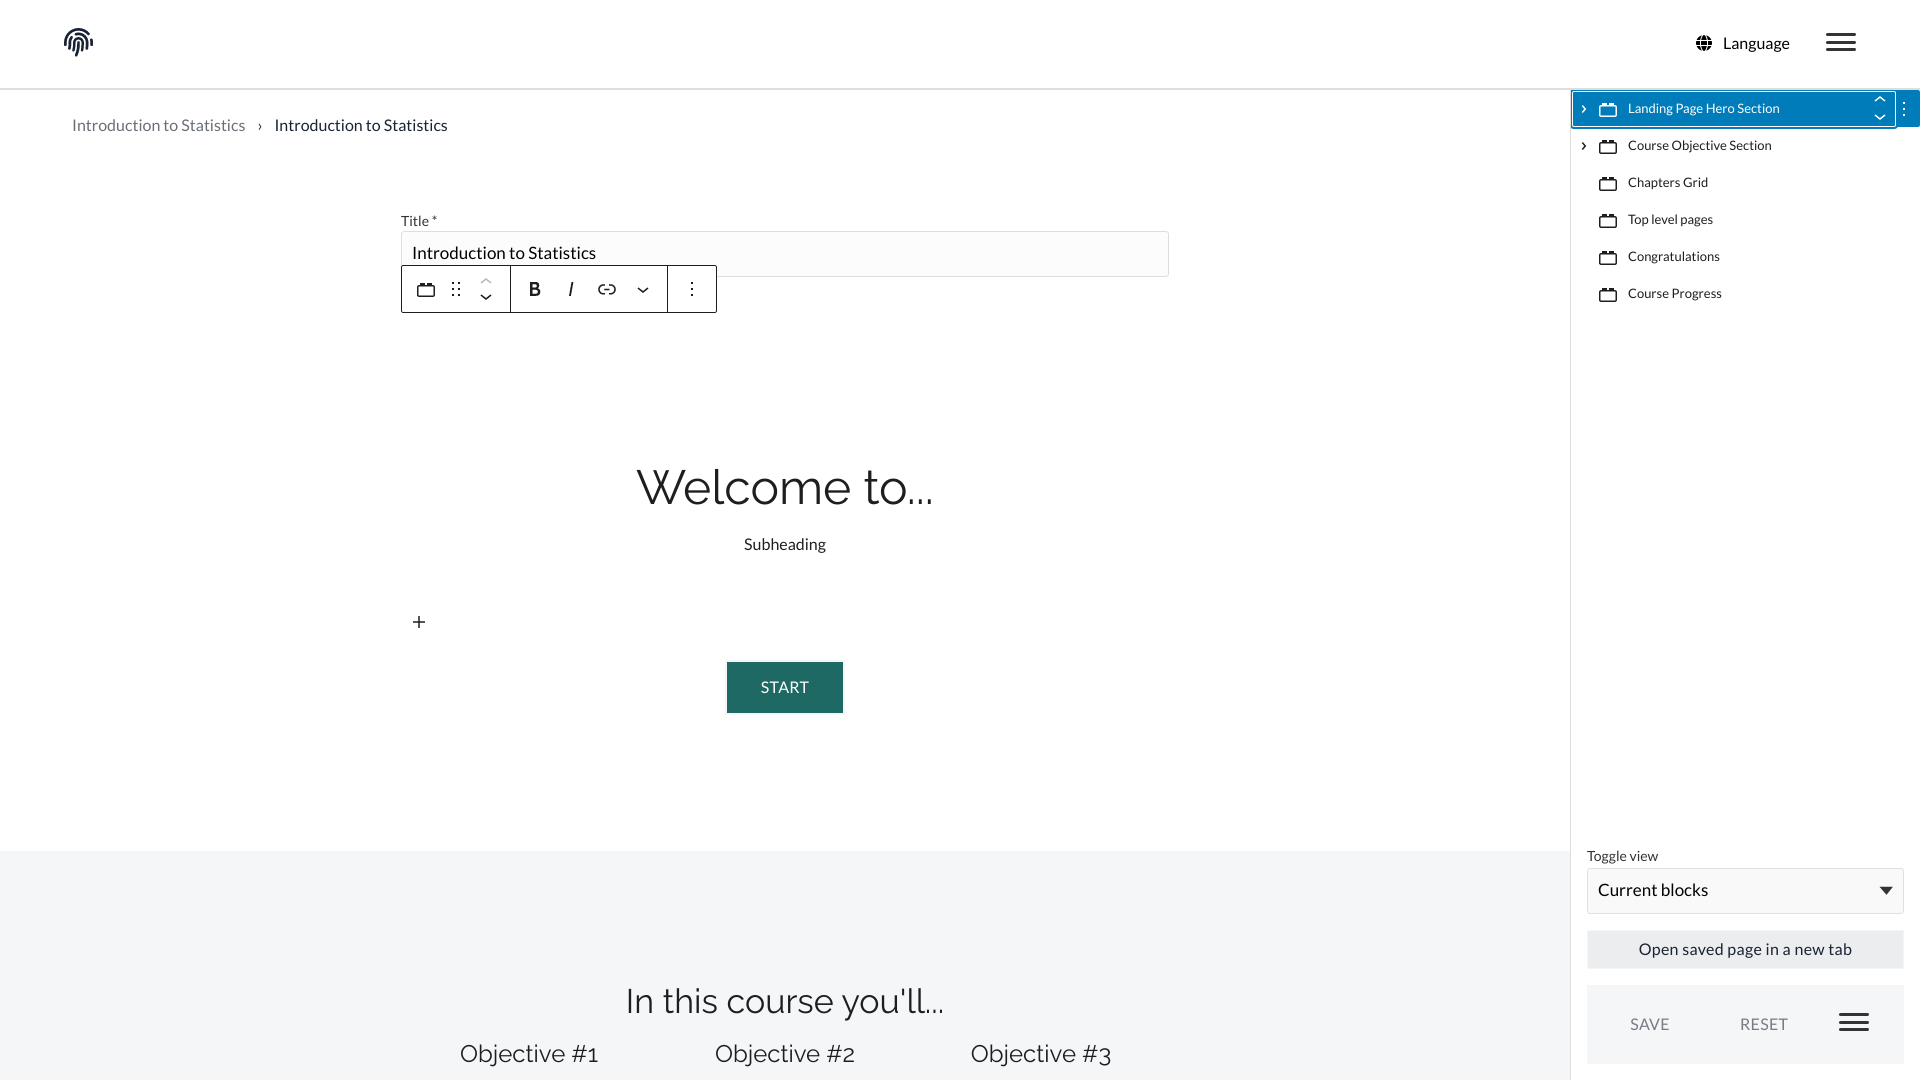 Language
Introduction to Statistics › Introduction to Statistics
Title *
Introduction to Statistics
B I
Welcome to...
Subheading
START
In this course you'll...
Objective #1 Objective #2 Objective #3
Landing Page Hero Section
Course Objective Section
Chapters Grid
Top level pages
Congratulations
Course Progress
Toggle view
Current blocks
Open saved page in a new tab
SAVE RESET